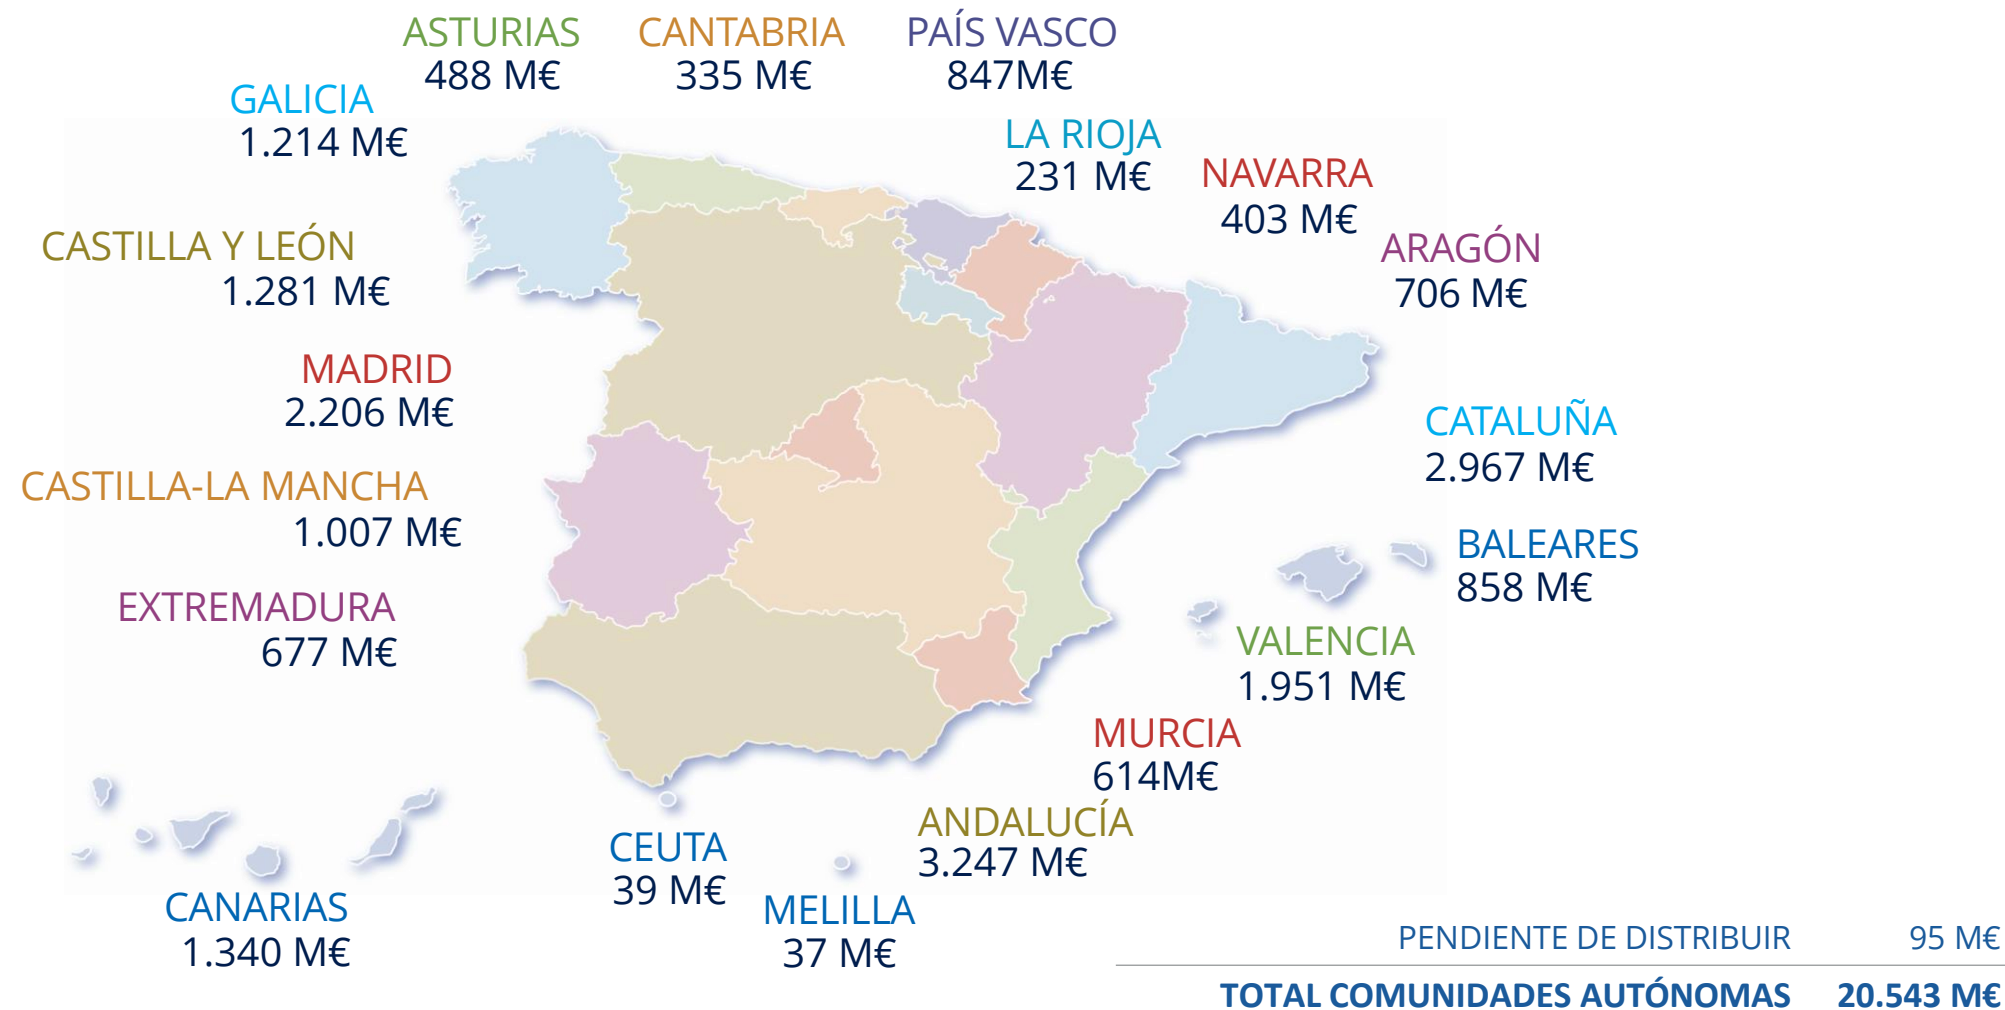 ASTURIAS
488 M€
CANTABRIA
335 M€
PAÍS VASCO
847M€
GALICIA
1.214 M€
LA RIOJA
231 M€
NAVARRA
403 M€
CASTILLA Y LEÓN
1.281 M€
ARAGÓN
706 M€
MADRID
2.206 M€
CATALUÑA
2.967 M€
CASTILLA-LA MANCHA
1.007 M€
BALEARES
858 M€
EXTREMADURA
677 M€
VALENCIA
1.951 M€
MURCIA
614M€
ANDALUCÍA
3.247 M€
CEUTA
39 M€
MELILLA
37 M€
CANARIAS
1.340 M€
PENDIENTE DE DISTRIBUIR 95 M€
TOTAL COMUNIDADES AUTÓNOMAS 20.543 M€